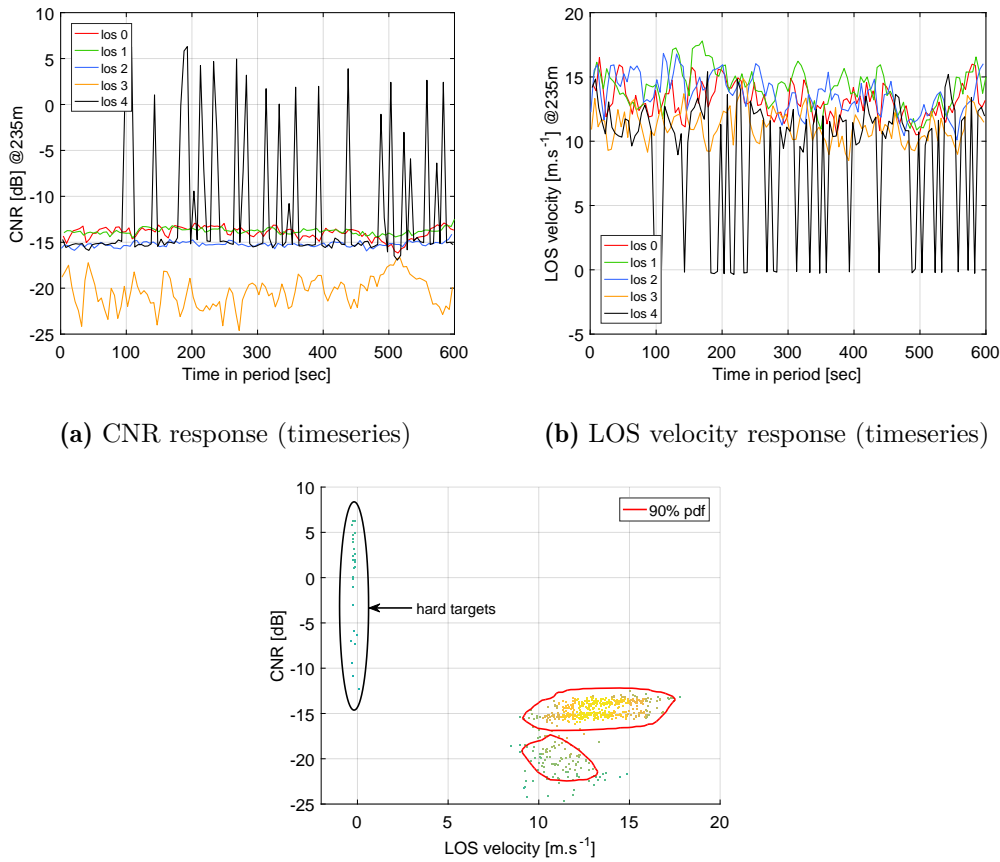 10
5
0
-5
-10
-15
-20
-25
CNR [dB] @235m
los 0
los 1
los 2
los 3
los 4
0 100 200 300 400 500 600
Time in period [sec]
20
15
10
5
0
-5
LOS velocity [m.s⁻¹] @235m
los 0
los 1
los 2
los 3
los 4
0 100 200 300 400 500 600
Time in period [sec]
(a) CNR response (timeseries)
(b) LOS velocity response (timeseries)
10
5
0
-5
-10
-15
-20
-25
CNR [dB]
90% pdf
hard targets
0 5 10 15 20
LOS velocity [m.s⁻¹]